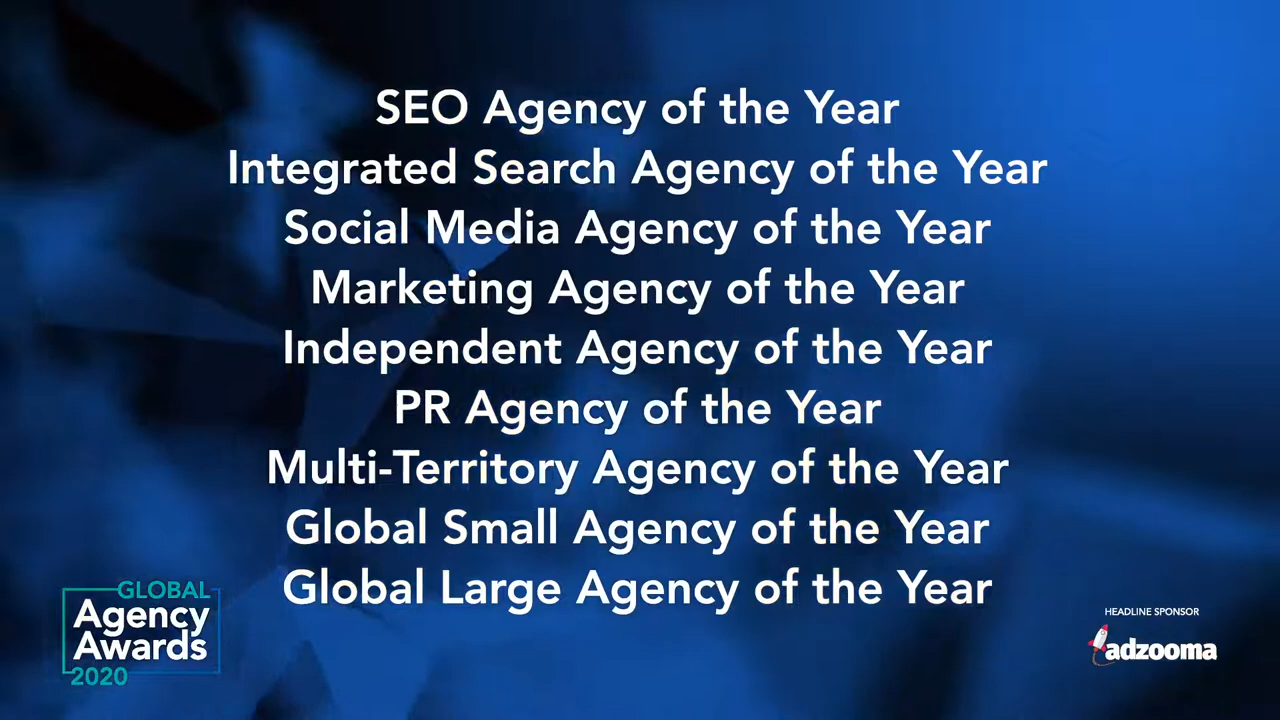 SEO Agency of the Year
Integrated Search Agency of the Year
Social Media Agency of the Year
Marketing Agency of the Year
Independent Agency of the Year
PR Agency of the Year
Multi-Territory Agency of the Year
Global Small Agency of the Year
Global Large Agency of the Year
GLOBAL
Agency
Awards
2020
HEADLINE SPONSOR
adzooma